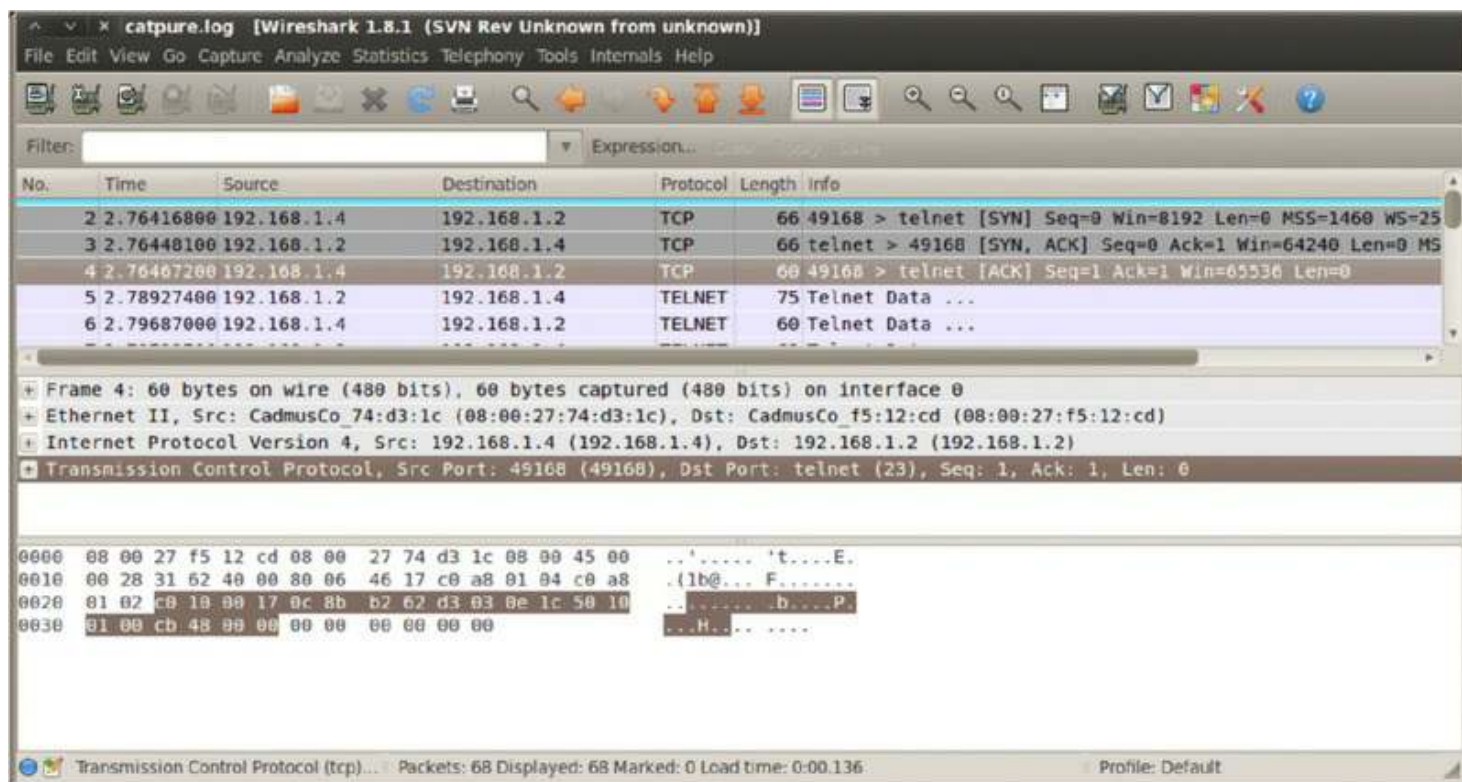 catpure.log [Wireshark 1.8.1 (SVN Rev Unknown from unknown)]
File Edit View Go Capture Analyze Statistics Telephony Tools Internals Help
Filter: Expression...
No. Time Source Destination Protocol Length Info
2 2.76416800 192.168.1.4 192.168.1.2 TCP 66 49168 > telnet [SYN] Seq=0 Win=8192 Len=0 MSS=1460 WS=25
3 2.76448100 192.168.1.2 192.168.1.4 TCP 66 telnet > 49168 [SYN, ACK] Seq=0 Ack=1 Win=64240 Len=0 MS
4 2.76467200 192.168.1.4 192.168.1.2 TCP 60 49168 > telnet [ACK] Seq=1 Ack=1 Win=65536 Len=0
5 2.78927400 192.168.1.2 192.168.1.4 TELNET 75 Telnet Data ...
6 2.79687000 192.168.1.4 192.168.1.2 TELNET 60 Telnet Data ...
Frame 4: 60 bytes on wire (480 bits), 60 bytes captured (480 bits) on interface 0
Ethernet II, Src: CadmusCo_74:d3:1c (08:00:27:74:d3:1c), Dst: CadmusCo_f5:12:cd (08:00:27:f5:12:cd)
Internet Protocol Version 4, Src: 192.168.1.4 (192.168.1.4), Dst: 192.168.1.2 (192.168.1.2)
Transmission Control Protocol, Src Port: 49168 (49168), Dst Port: telnet (23), Seq: 1, Ack: 1, Len: 0
0000 08 00 27 f5 12 cd 08 00 27 74 d3 1c 08 00 45 00 ..'..... 't....E.
0010 00 28 31 62 40 00 80 06 46 17 c0 a8 01 04 c0 a8 .(1b@... F.......
0020 01 02 c0 10 00 17 0c 8b b2 62 d3 03 0e 1c 50 10 ........ .b....P.
0030 01 00 cb 48 00 00 00 00 00 00 00 00 ...H.... ....
Transmission Control Protocol (tcp)... Packets: 68 Displayed: 68 Marked: 0 Load time: 0:00.136 Profile: Default